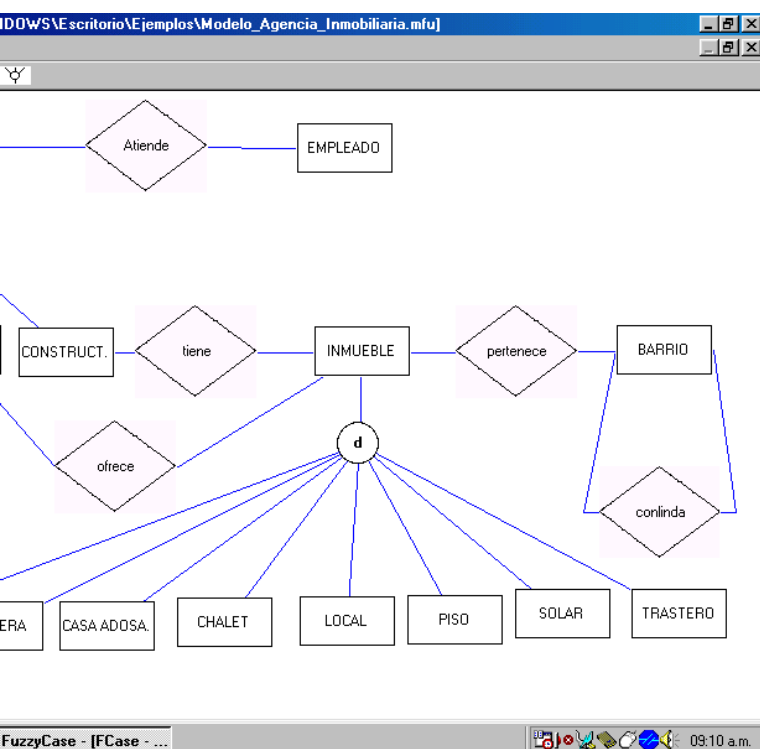 IDOWS\Escritorio\Ejemplos\Modelo_Agencia_Inmobiliaria.mfu]
Atiende
EMPLEADO
CONSTRUCT.
tiene
INMUEBLE
pertenece
BARRIO
d
ofrece
conlinda
ERA
CASA ADOSA.
CHALET
LOCAL
PISO
SOLAR
TRASTERO
FuzzyCase - [FCase - ...
09:10 a.m.